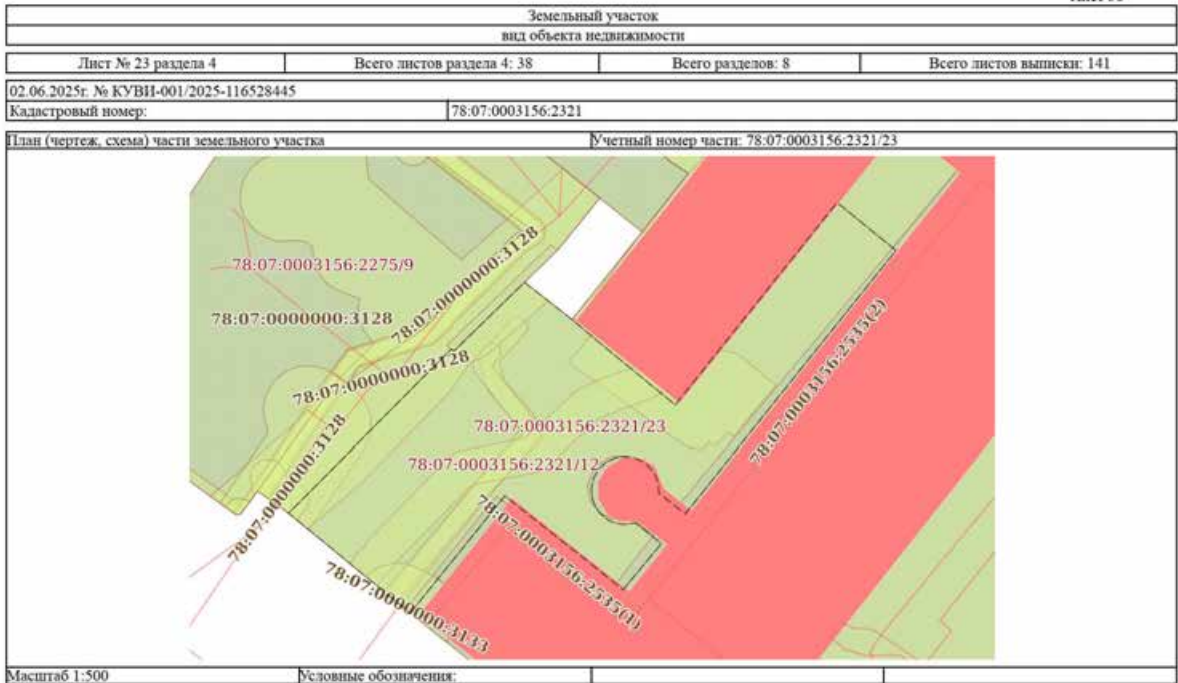 Земельный участок
вид объекта недвижимости
Лист № 23 раздела 4 Всего листов раздела 4: 38 Всего разделов: 8 Всего листов выписки: 141
02.06.2025г. № КУВИ-001/2025-116528445
Кадастровый номер: 78:07:0003156:2321
План (чертеж, схема) части земельного участка Учетный номер части: 78:07:0003156:2321/23
78:07:0000000:3128
78:07:0003156:2275/9
78:07:0000000:3128
78:07:0003156:2535(2)
78:07:0000000:3128
78:07:0003156:2321/23
78:07:0000000:3128
78:07:0003156:2321/12
78:07:0003156:2535(1)
78:07:0000000:3133
Масштаб 1:500 Условные обозначения: